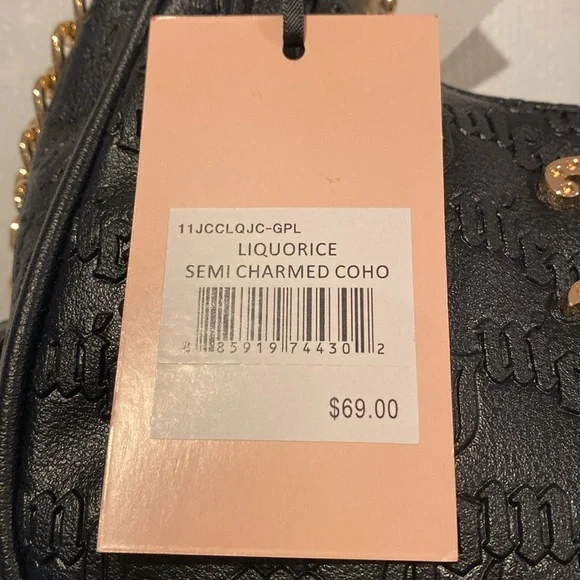 11JCCLQJC-GPL
LIQUORICE
SEMI CHARMED COHO
8 85919 74430 2
$69.00